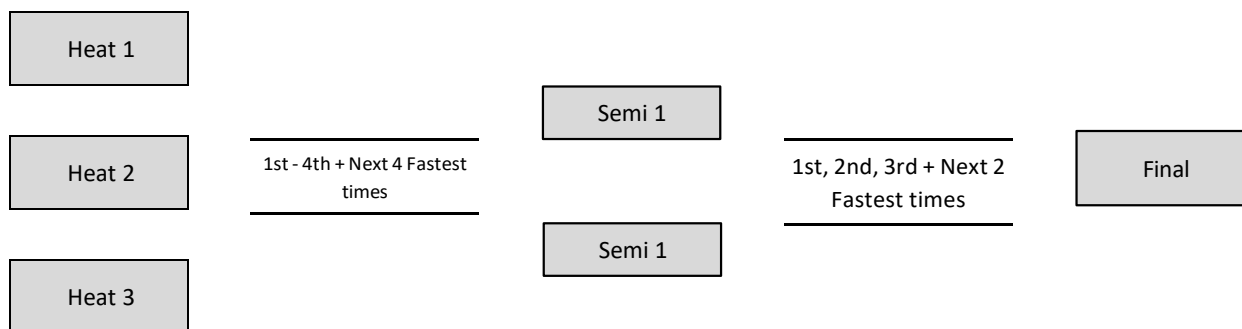 Heat 1
Heat 2
Heat 3
1st - 4th + Next 4 Fastest
times
Semi 1
Semi 1
1st, 2nd, 3rd + Next 2
Fastest times
Final